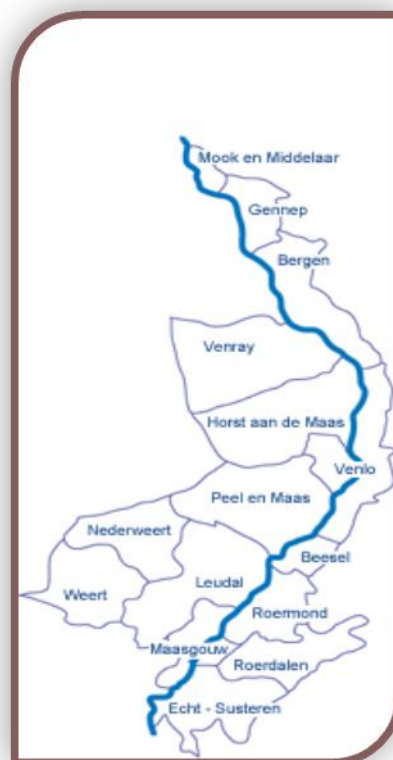 Mook en Middelaar
Gennep
Bergen
Venray
Horst aan de Maas
Venlo
Peel en Maas
Nederweert
Beesel
Leudal
Weert
Roermond
Maasgouw
Roerdalen
Echt - Susteren